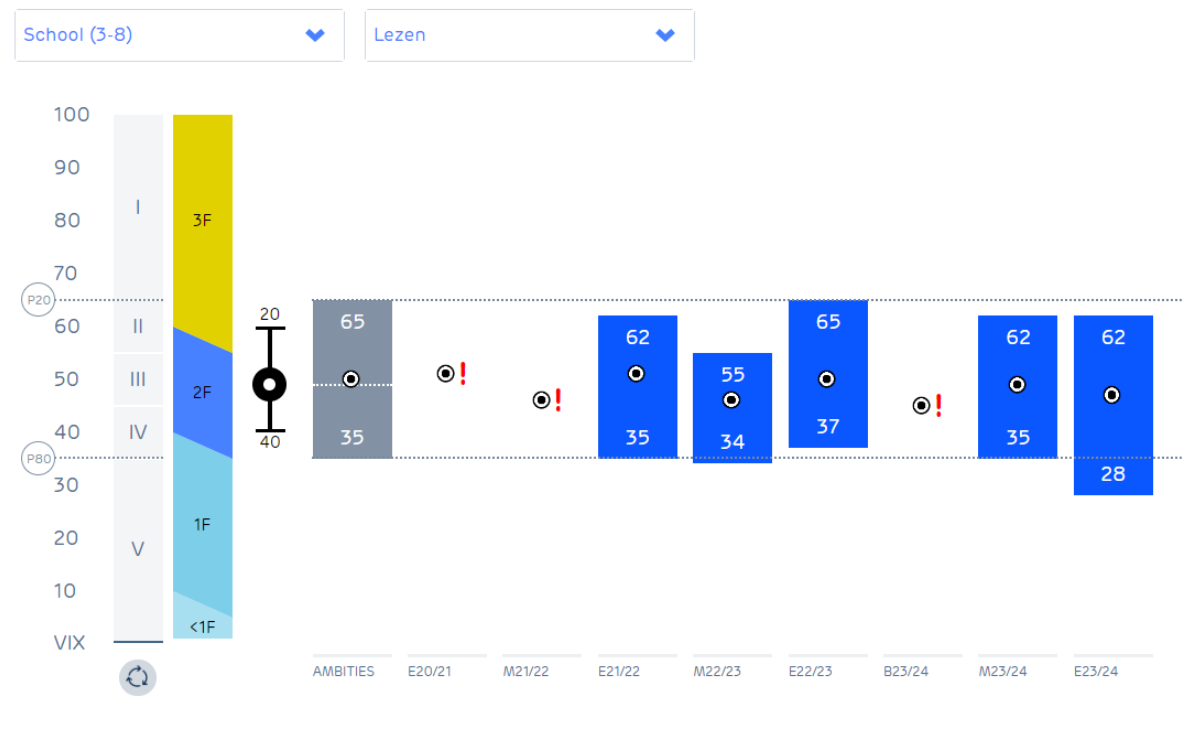 School (3-8) Lezen
100
90
80
70
60
50
40
30
20
10
VIX
P20
P80
I
II
III
IV
V
3F
2F
1F
<1F
20
40
65
35
!
!
62
35
55
34
65
37
!
62
35
62
28
AMBITIES E20/21 M21/22 E21/22 M22/23 E22/23 B23/24 M23/24 E23/24